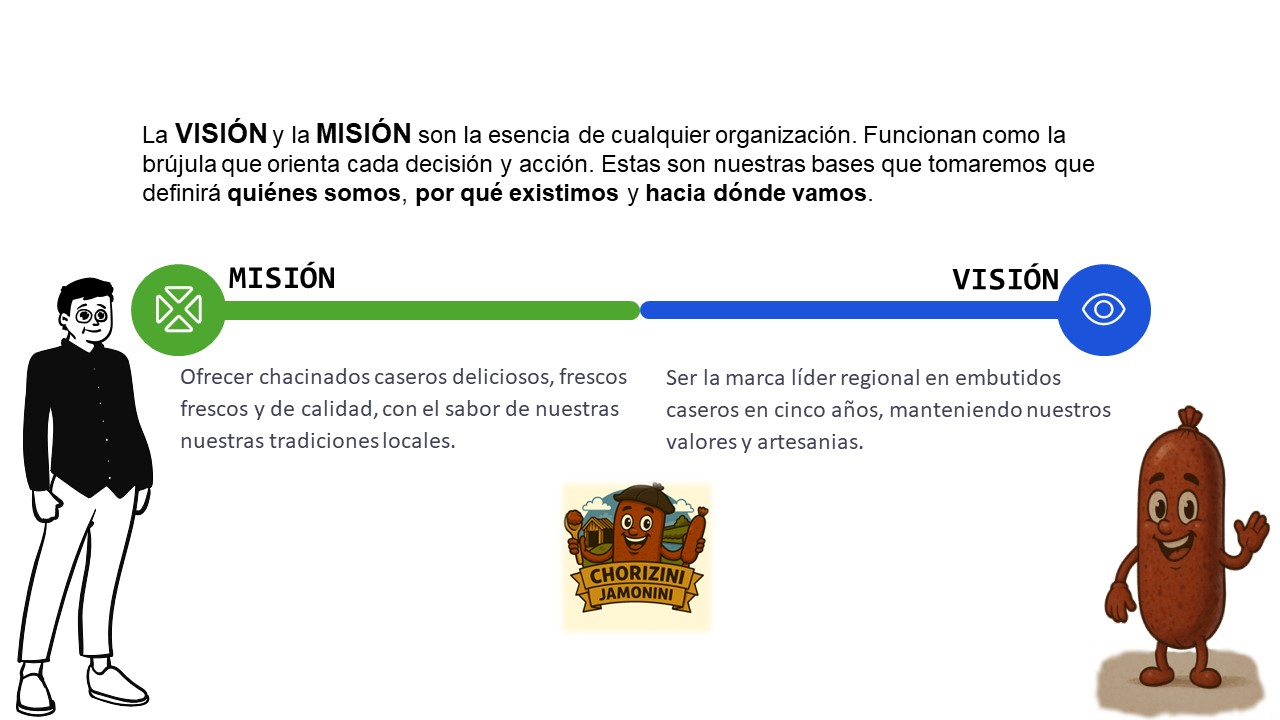 La VISIÓN y la MISIÓN son la esencia de cualquier organización. Funcionan como la
brújula que orienta cada decisión y acción. Estas son nuestras bases que tomaremos que
definirá quiénes somos, por qué existimos y hacia dónde vamos.
MISIÓN
VISIÓN
Ofrecer chacinados caseros deliciosos, frescos
frescos y de calidad, con el sabor de nuestras
nuestras tradiciones locales.
Ser la marca líder regional en embutidos
caseros en cinco años, manteniendo nuestros
valores y artesanias.
CHORIZINI
JAMONINI